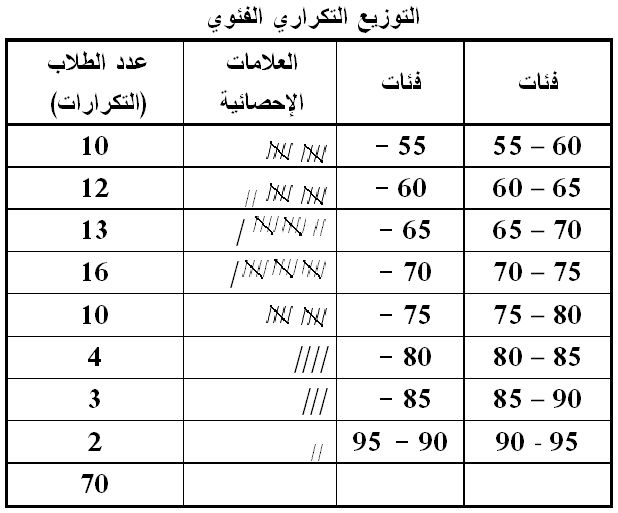 التوزيع التكراري الفئوي
فئات فئات العلامات الإحصائية عدد الطلاب (التكرارات)
55 – 60 55 – 10
60 – 65 60 – 12
65 – 70 65 – 13
70 – 75 70 – 16
75 – 80 75 – 10
80 – 85 80 – 4
85 – 90 85 – 3
90 - 95 90 – 95 2
70